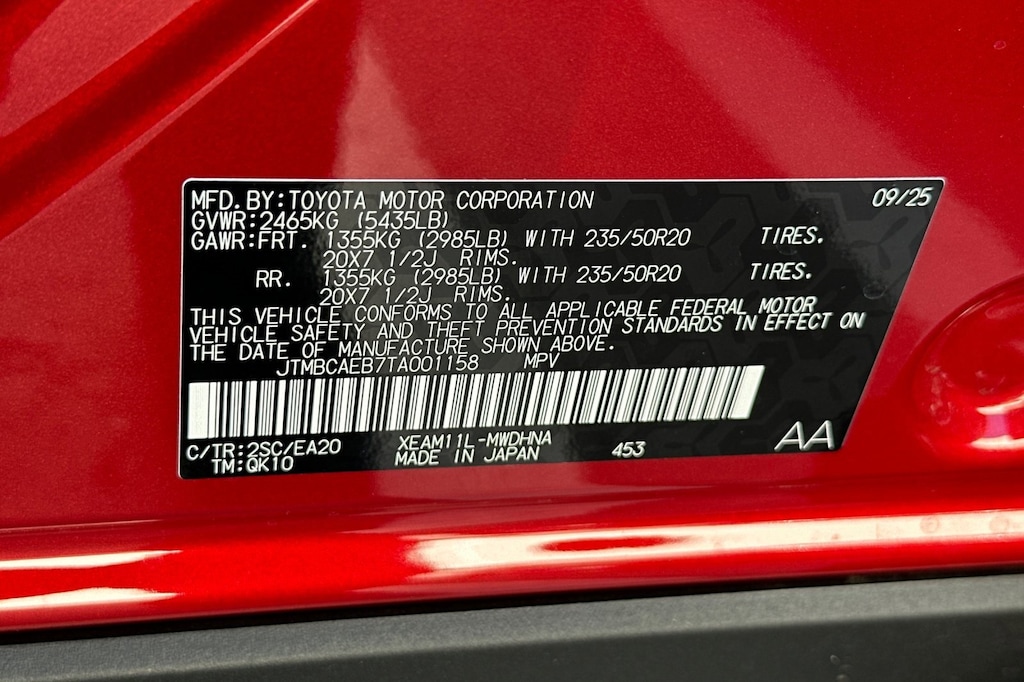 MFD.BY:TOYOTA MOTOR CORPORATION 09/25
GVWR:2465KG (5435LB)
GAWR:FRT. 1355KG (2985LB) WITH 235/50R20 TIRES.
20X7 1/2J RIMS.
RR. 1355KG (2985LB) WITH 235/50R20 TIRES.
20X7 1/2J RIMS.
THIS VEHICLE CONFORMS TO ALL APPLICABLE FEDERAL MOTOR
VEHICLE SAFETY AND THEFT PREVENTION STANDARDS IN EFFECT ON
THE DATE OF MANUFACTURE SHOWN ABOVE.
JTMBCAEB7TA001158 MPV
C/TR:2SC/EA20 XEAM11L-MWDHNA 453 AA
TM:QK10 MADE IN JAPAN